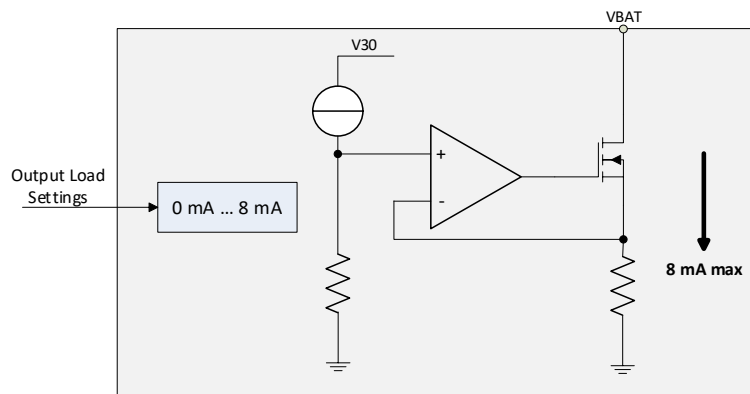 VBAT
V30
+
-
Output Load
Settings
0 mA ... 8 mA
8 mA max